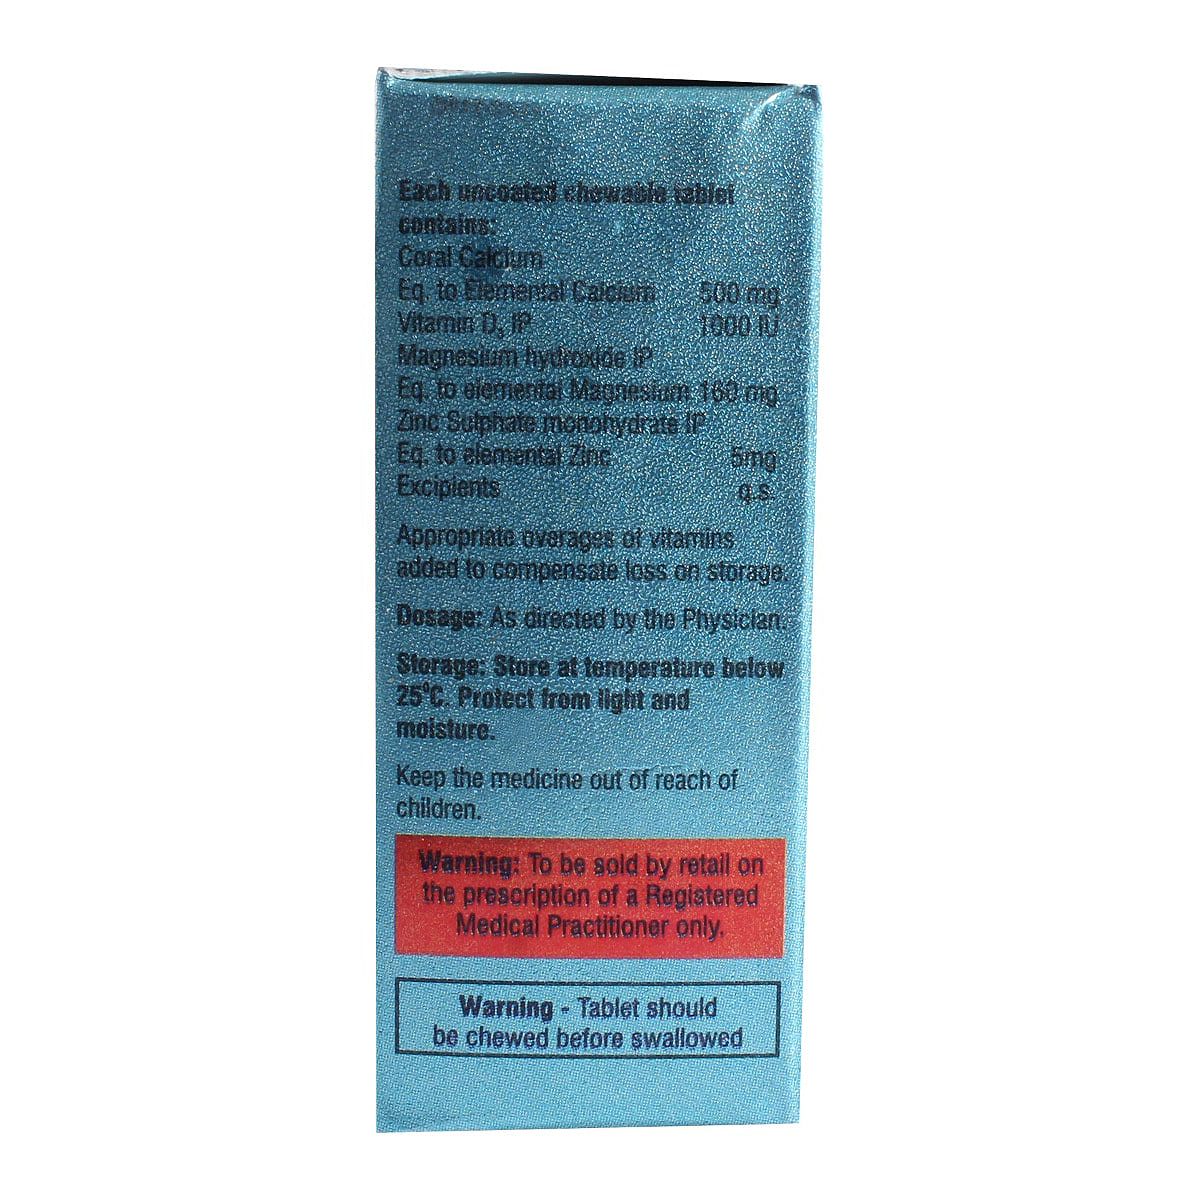 Each uncoated chewable tablet
contains:
Coral Calcium
Eq. to Elemental Calcium 500 mg
Vitamin D₃ IP 1000 IU
Magnesium hydroxide IP
Eq. to elemental Magnesium 160 mg
Zinc Sulphate monohydrate IP
Eq. to elemental Zinc 5mg
Excipients q.s.
Appropriate overages of vitamins
added to compensate loss on storage.
Dosage: As directed by the Physician.
Storage: Store at temperature below
25°C. Protect from light and
moisture.
Keep the medicine out of reach of
children.
Warning: To be sold by retail on
the prescription of a Registered
Medical Practitioner only.
Warning - Tablet should
be chewed before swallowed